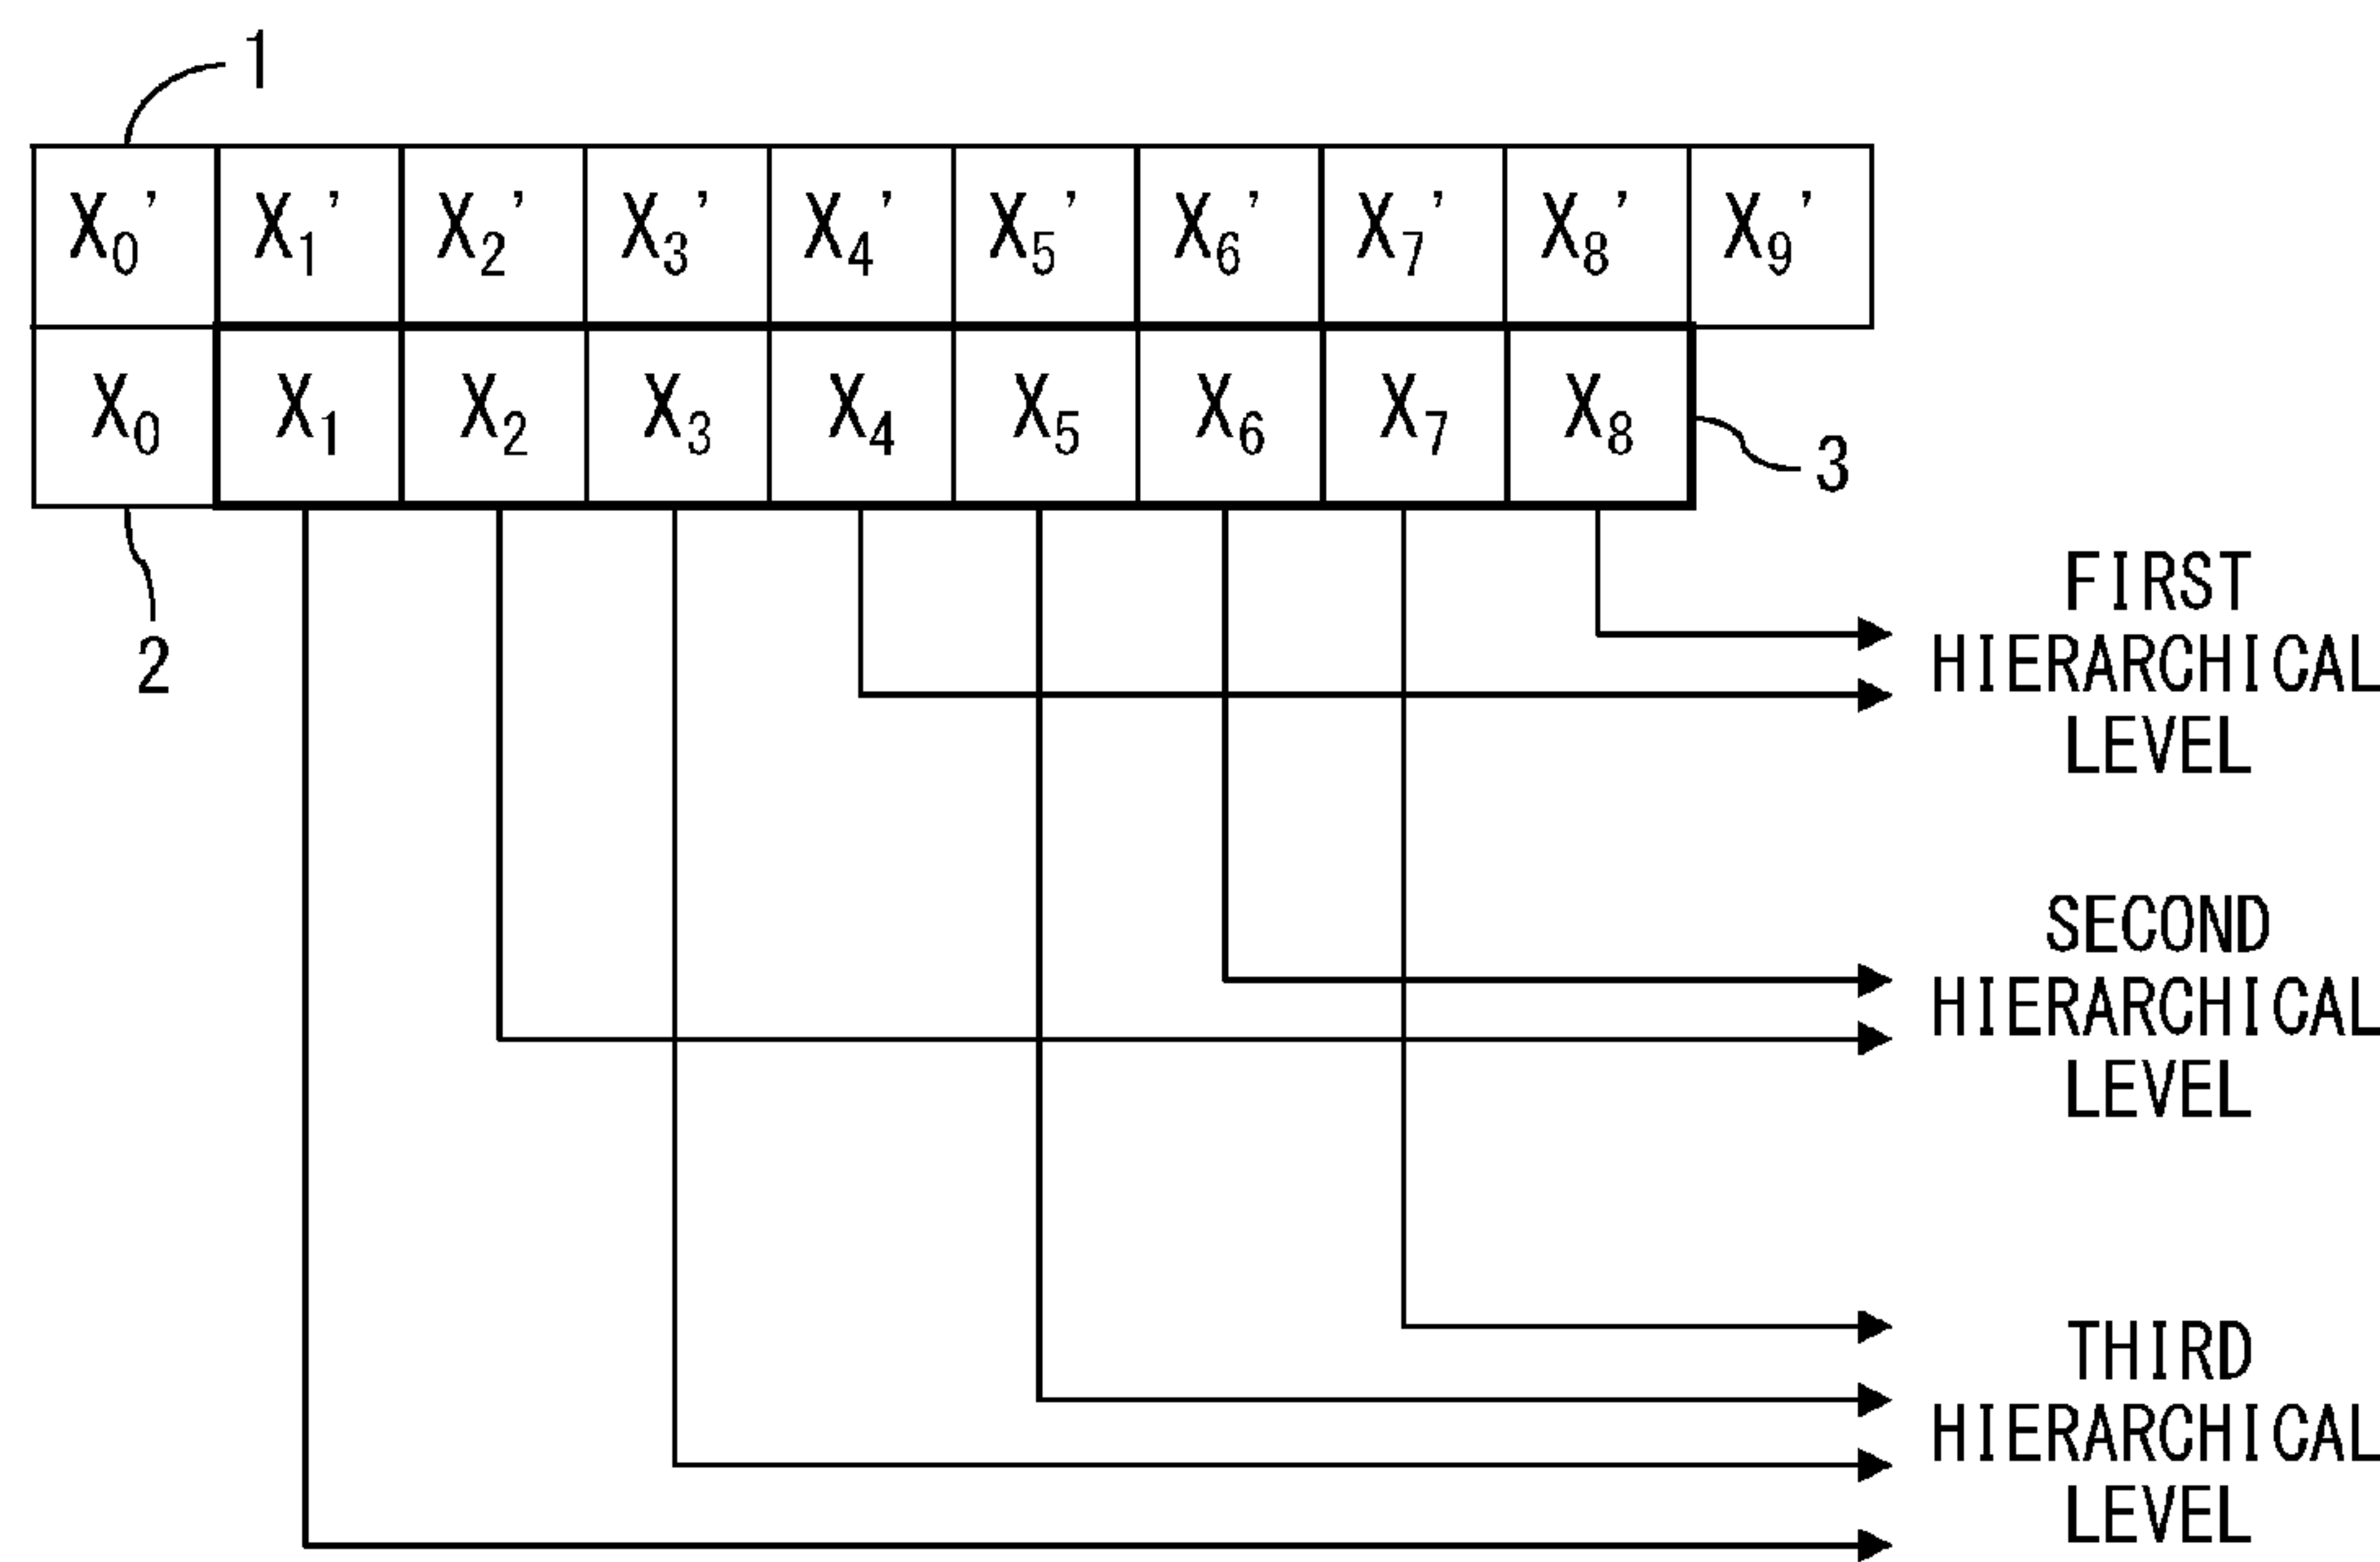 1
X₀' X₁' X₂' X₃' X₄' X₅' X₆' X₇' X₈' X₉'
X₀ X₁ X₂ X₃ X₄ X₅ X₆ X₇ X₈
3
2
FIRST
HIERARCHICAL
LEVEL
SECOND
HIERARCHICAL
LEVEL
THIRD
HIERARCHICAL
LEVEL